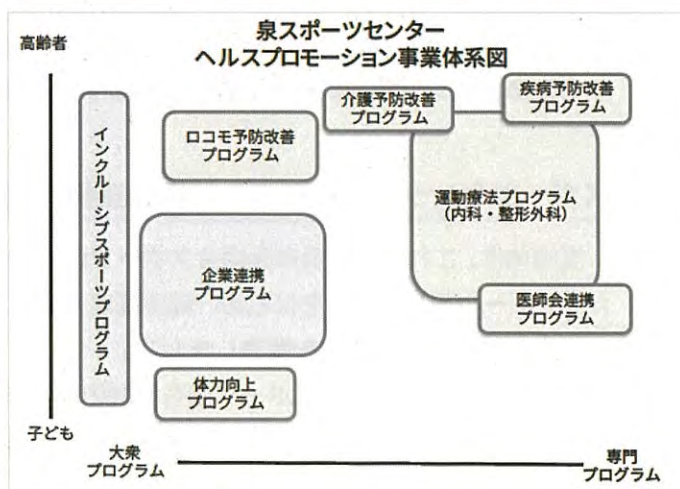 泉スポーツセンター
ヘルスプロモーション事業体系図
高齢者
疾病予防改善
プログラム
介護予防改善
プログラム
ロコモ予防改善
プログラム
インクルーシブスポーツプログラム
運動療法プログラム
(内科・整形外科)
企業連携
プログラム
医師会連携
プログラム
体力向上
プログラム
子ども
大衆
プログラム
専門
プログラム